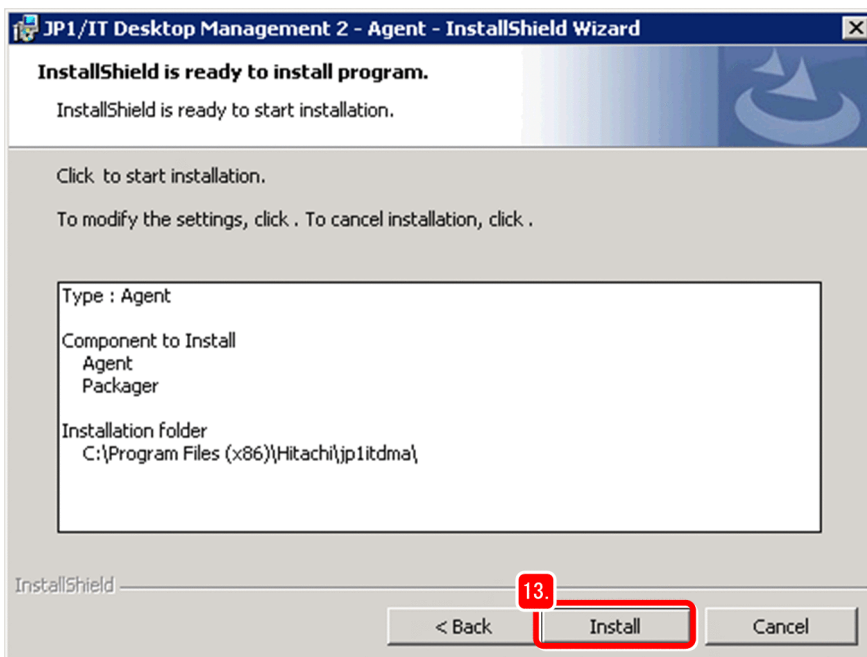 JP1/IT Desktop Management 2 - Agent - InstallShield Wizard
InstallShield is ready to install program.
InstallShield is ready to start installation.
Click to start installation.
To modify the settings, click . To cancel installation, click .
Type : Agent
Component to Install
Agent
Packager
Installation folder
C:\Program Files (x86)\Hitachi\jp1itdma\
InstallShield
13.
< Back
Install
Cancel